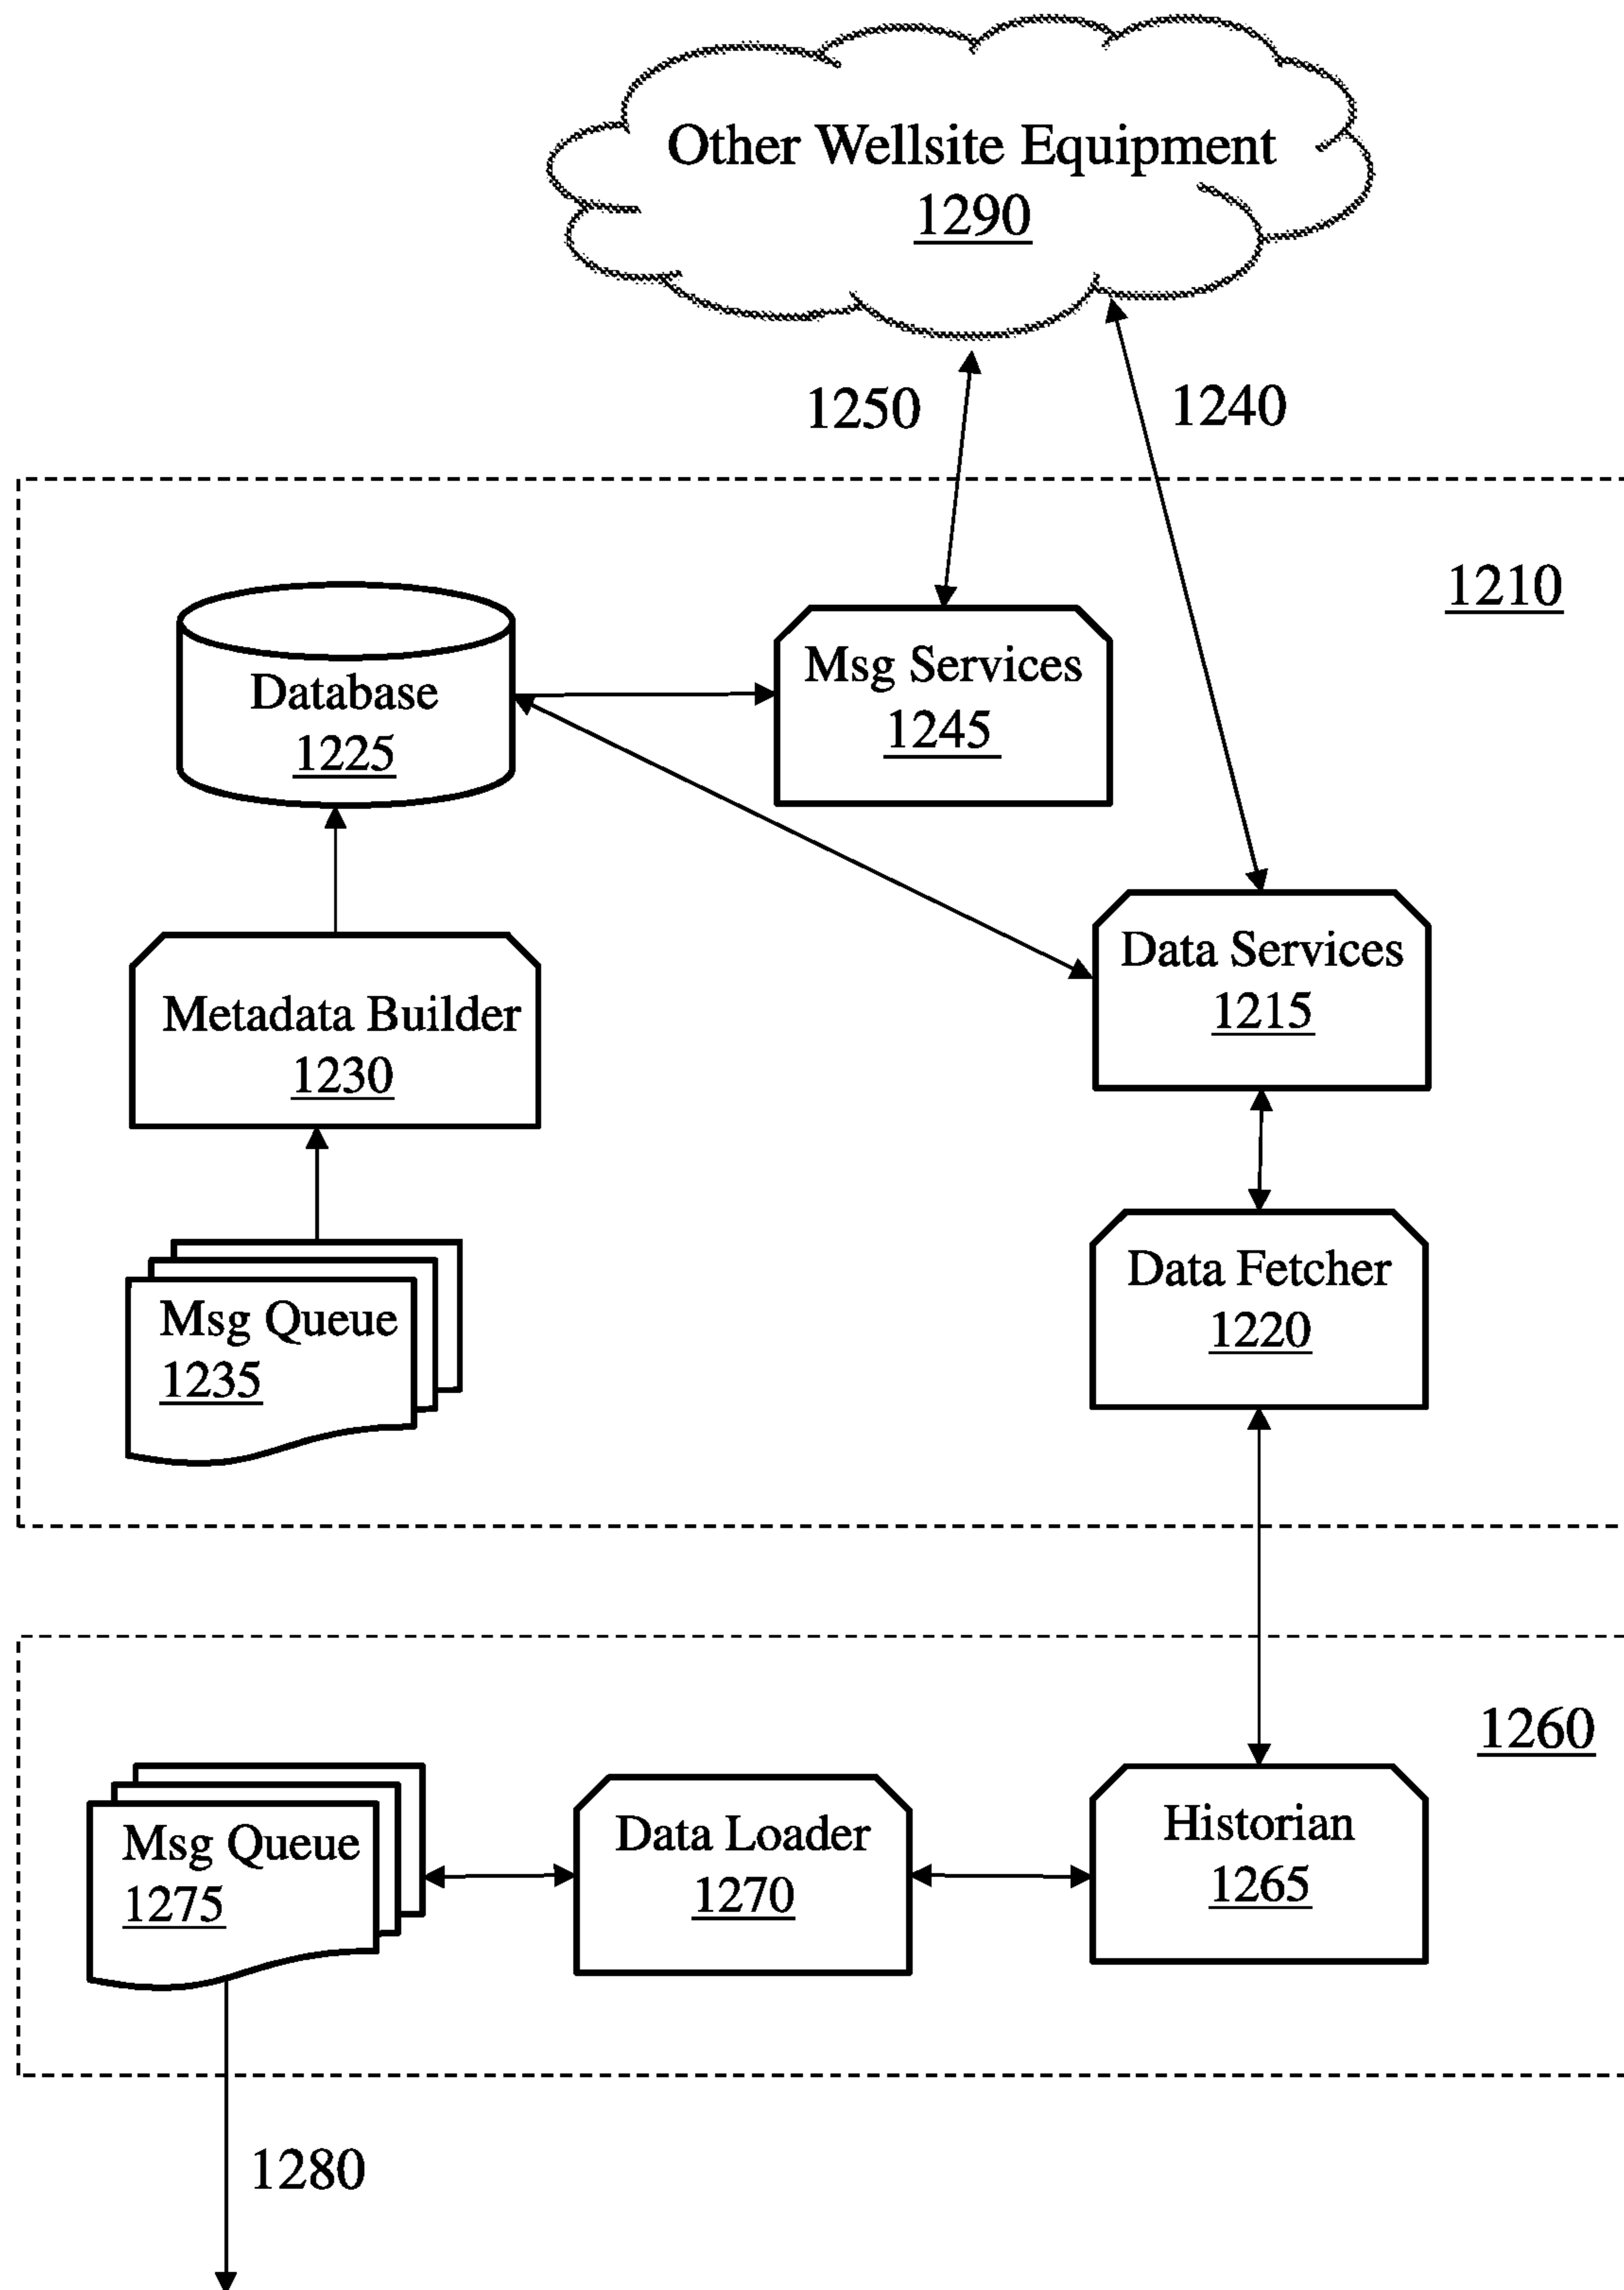 Other Wellsite Equipment
1290
1250
1240
1210
Database
1225
Msg Services
1245
Data Services
1215
Metadata Builder
1230
Data Fetcher
1220
Msg Queue
1235
1260
Msg Queue
1275
Data Loader
1270
Historian
1265
1280